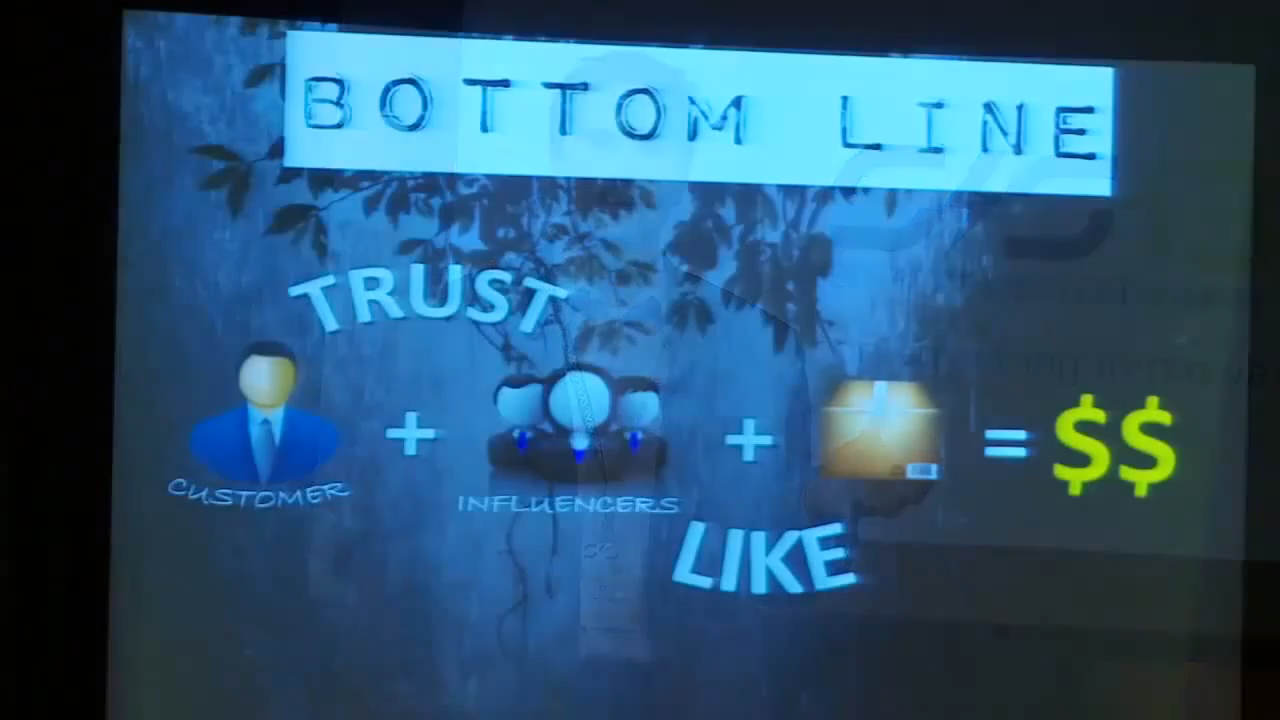 BOTTOM LINE
TRUST
+ + = $$
CUSTOMER
INFLUENCERS
LIKE